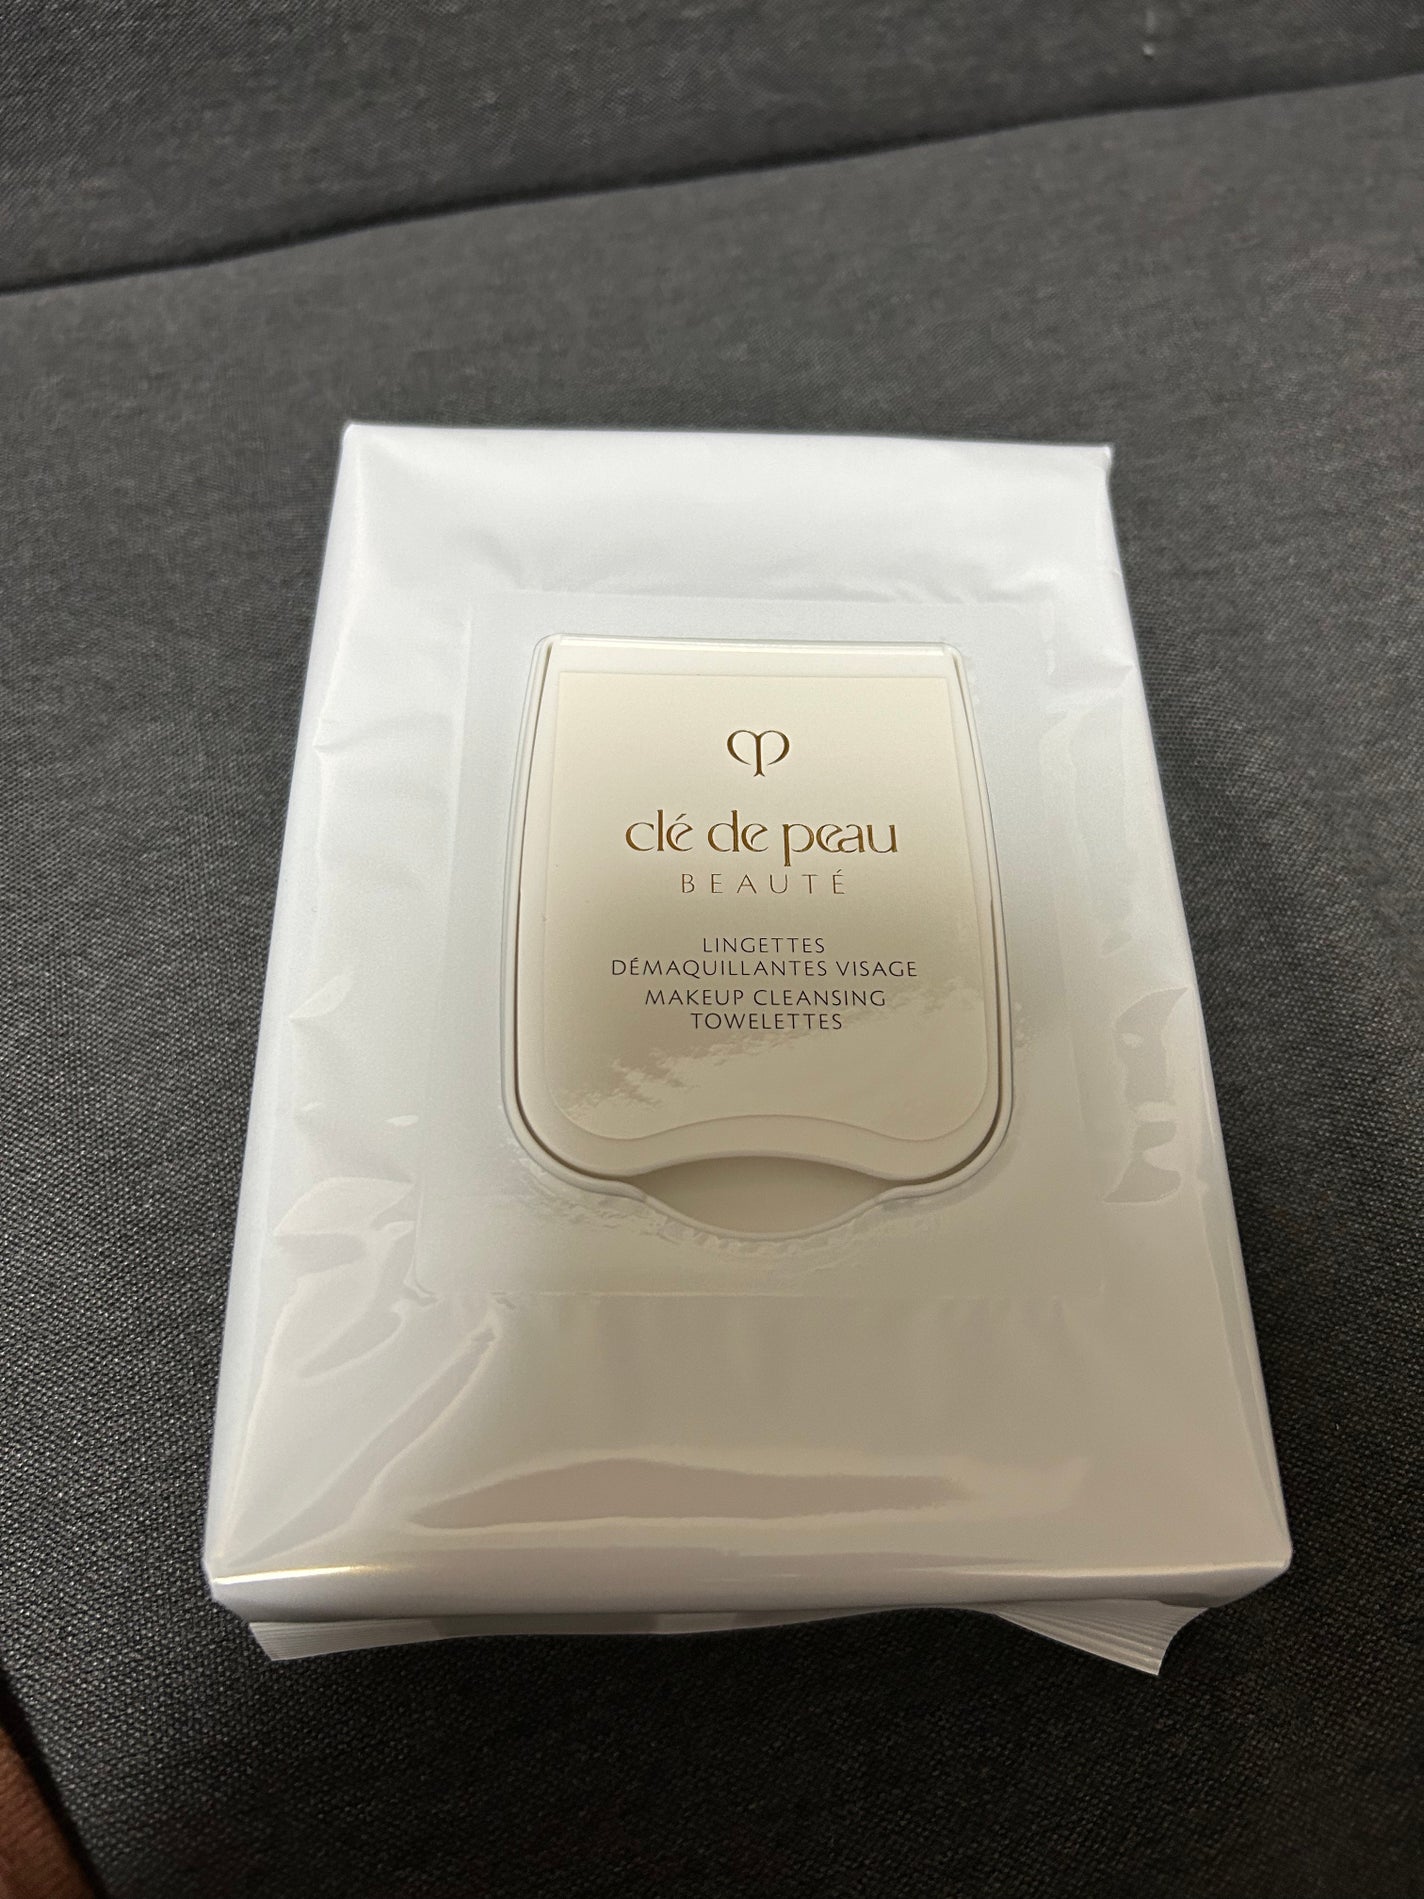 clé de peau
BEAUTÉ
LINGETTES
DÉMAQUILLANTES VISAGE
MAKEUP CLEANSING
TOWELETTES